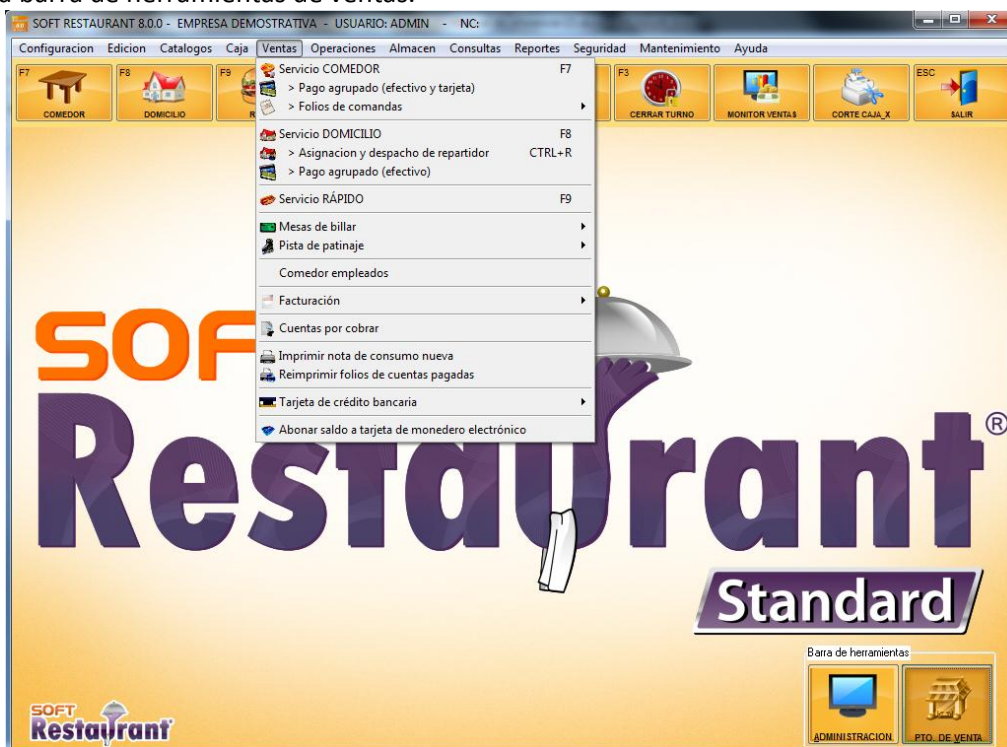 a barra de herramientas de ventas.
SOFT RESTAURANT 8.0.0 - EMPRESA DEMOSTRATIVA - USUARIO: ADMIN - NC:
Configuracion Edicion Catalogos Caja Ventas Operaciones Almacen Consultas Reportes Seguridad Mantenimiento Ayuda
F7 F8 F9 F3 ESC
COMEDOR DOMICILIO R CERRAR TURNO MONITOR VENTAS CORTE CAJA_X SALIR
Servicio COMEDOR F7
> Pago agrupado (efectivo y tarjeta)
> Folios de comandas
Servicio DOMICILIO F8
> Asignacion y despacho de repartidor CTRL+R
> Pago agrupado (efectivo)
Servicio RÁPIDO F9
Mesas de billar
Pista de patinaje
Comedor empleados
Facturación
Cuentas por cobrar
Imprimir nota de consumo nueva
Reimprimir folios de cuentas pagadas
Tarjeta de crédito bancaria
Abonar saldo a tarjeta de monedero electrónico
SOF
Restaurant®
Standard
Barra de herramientas
SOFT
Restaurant
ADMINISTRACION PTO. DE VENTA